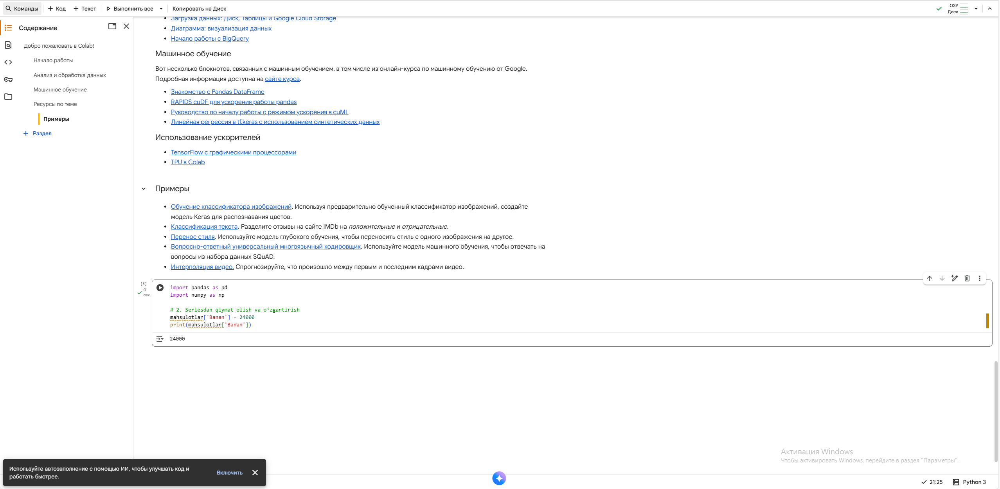 Команды
Код
Текст
Выполнить все
Копировать на Диск
ОЗУ
Диск
Содержание
Добро пожаловать в Colab!
Начало работы
Анализ и обработка данных
Машинное обучение
Ресурсы по теме
Примеры
Раздел
Загрузка данных: Диск, Таблицы и Google Cloud Storage
Диаграмма: визуализация данных
Начало работы с BigQuery
Машинное обучение
Вот несколько блокнотов, связанных с машинным обучением, в том числе из онлайн-курса по машинному обучению от Google.
Подробная информация доступна на сайте курса.
Знакомство с Pandas DataFrame
RAPIDS cuDF для ускорения работы pandas
Руководство по началу работы с режимом ускорения в cuML
Линейная регрессия в tf.keras с использованием синтетических данных
Использование ускорителей
TensorFlow с графическими процессорами
TPU в Colab
Примеры
Обучение классификатора изображений. Используя предварительно обученный классификатор изображений, создайте
модель Keras для распознавания цветов.
Классификация текста. Разделите отзывы на сайте IMDb на положительные и отрицательные.
Перенос стиля. Используйте модель глубокого обучения, чтобы переносить стиль с одного изображения на другое.
Вопросно-ответный универсальный многоязычный кодировщик. Используйте модель машинного обучения, чтобы отвечать на
вопросы из набора данных SQuAD.
Интерполяция видео. Спрогнозируйте, что произошло между первым и последним кадрами видео.
[5]
0
сек.
import pandas as pd
import numpy as np
# 2. Seriesdan qiymat olish va oʻzgartirish
mahsulotlar['Banan'] = 24000
print(mahsulotlar['Banan'])
24000
Активация Windows
Чтобы активировать Windows, перейдите в раздел "Параметры".
Используйте автозаполнение с помощью ИИ, чтобы улучшать код и
работать быстрее.
Включить
21:25
Python 3